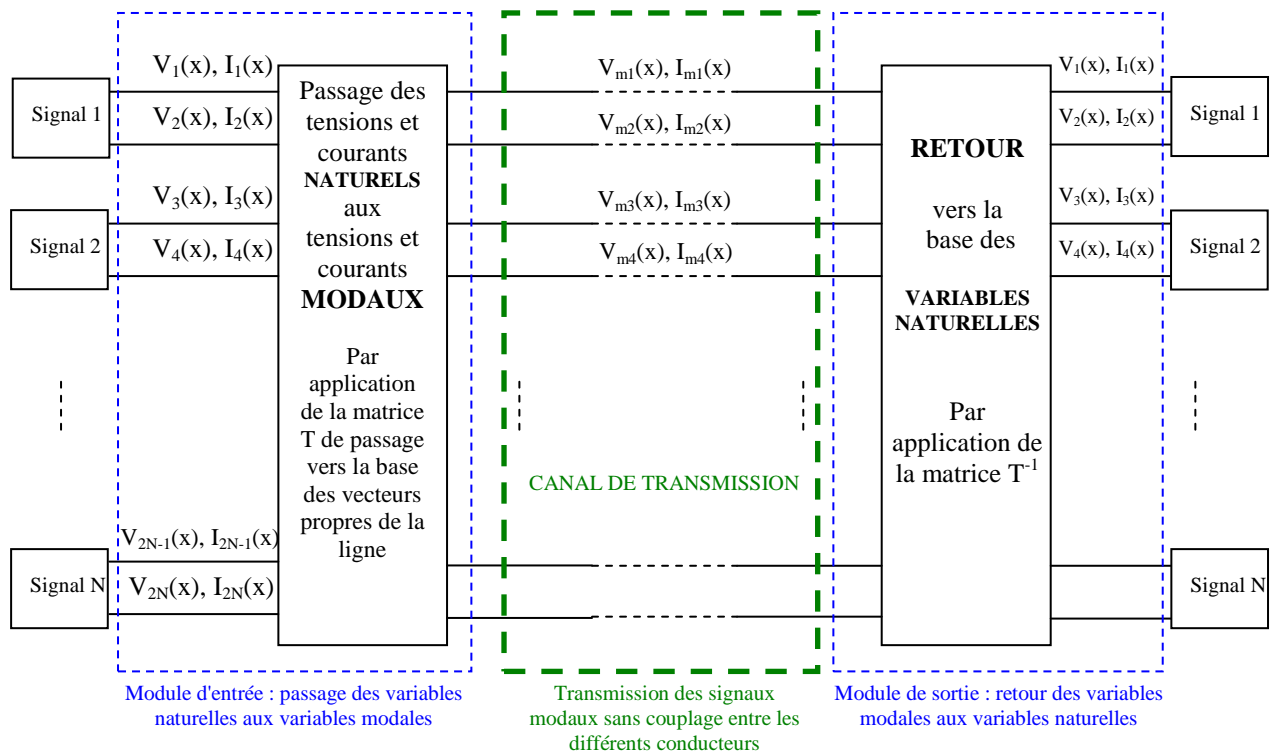 V1(x), I1(x)
V2(x), I2(x)
Signal 1
V3(x), I3(x)
V4(x), I4(x)
Signal 2
V2N-1(x), I2N-1(x)
V2N(x), I2N(x)
Signal N
Passage des
tensions et
courants
NATURELS
aux
tensions et
courants
MODAUX
Par
application
de la matrice
T de passage
vers la base
des vecteurs
propres de la
ligne
Module d'entrée : passage des variables
naturelles aux variables modales
Vm1(x), Im1(x)
Vm2(x), Im2(x)
Vm3(x), Im3(x)
Vm4(x), Im4(x)
CANAL DE TRANSMISSION
Transmission des signaux
modaux sans couplage entre les
différents conducteurs
RETOUR
vers la
base des
VARIABLES
NATURELLES
Par
application de
la matrice T-1
V1(x), I1(x)
V2(x), I2(x)
Signal 1
V3(x), I3(x)
V4(x), I4(x)
Signal 2
Signal N
Module de sortie : retour des variables
modales aux variables naturelles